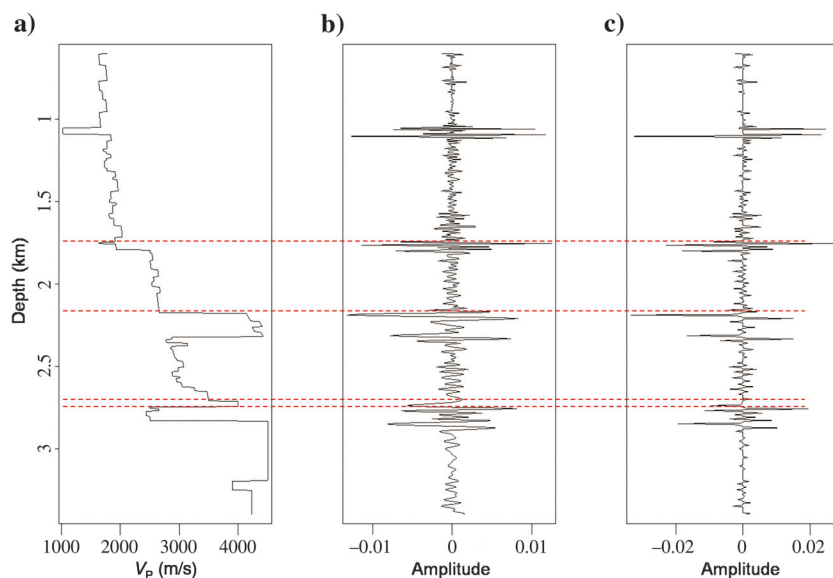 a)
b)
c)
Depth (km)
1
1.5
2
2.5
3
1000 2000 3000 4000
V_P (m/s)
−0.01 0 0.01
Amplitude
−0.02 0 0.02
Amplitude